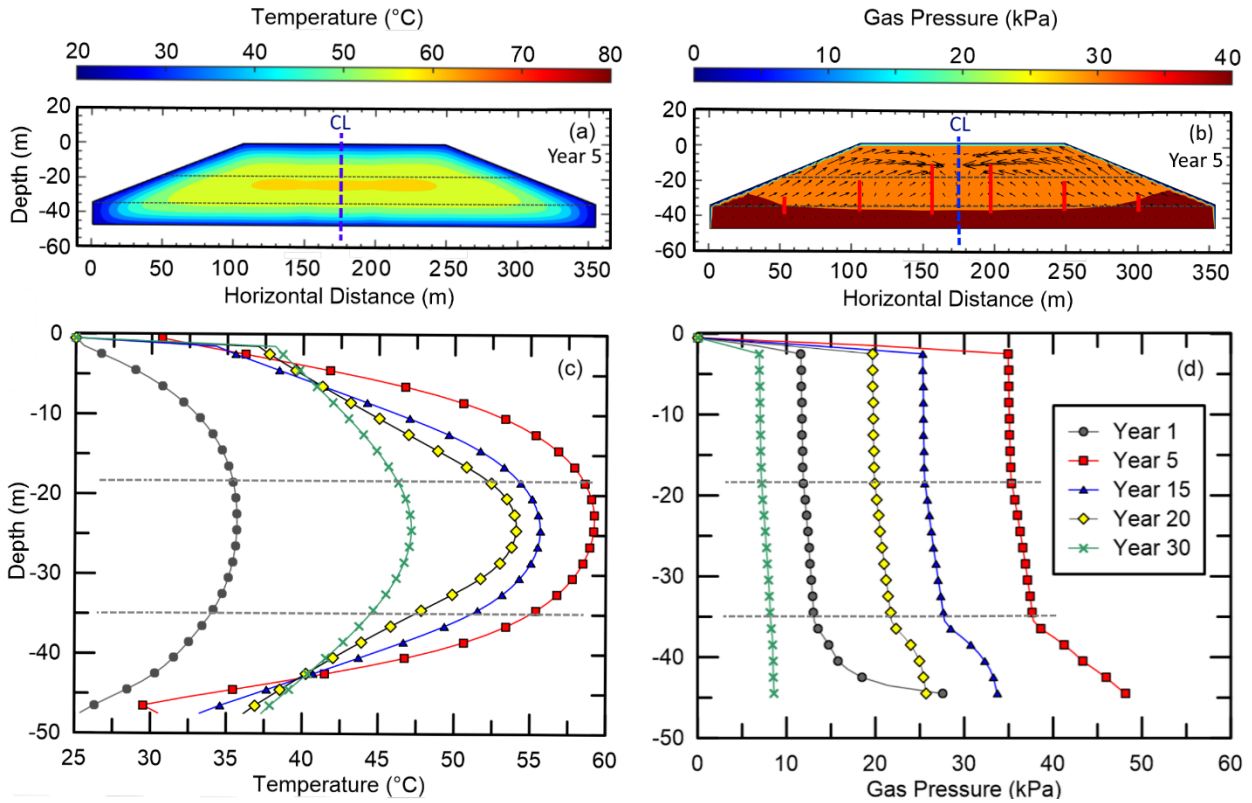 Temperature (°C)
20 30 40 50 60 70 80
20
0
-20
-40
-60
Depth (m)
CL
(a)
Year 5
0 50 100 150 200 250 300 350
Horizontal Distance (m)
Gas Pressure (kPa)
0 10 20 30 40
20
0
-20
-40
-60
CL
(b)
Year 5
0 50 100 150 200 250 300 350
Horizontal Distance (m)
0
-10
-20
-30
-40
-50
Depth (m)
(c)
25 30 35 40 45 50 55 60
Temperature (°C)
0
-10
-20
-30
-40
-50
(d)
Year 1
Year 5
Year 15
Year 20
Year 30
0 10 20 30 40 50 60
Gas Pressure (kPa)